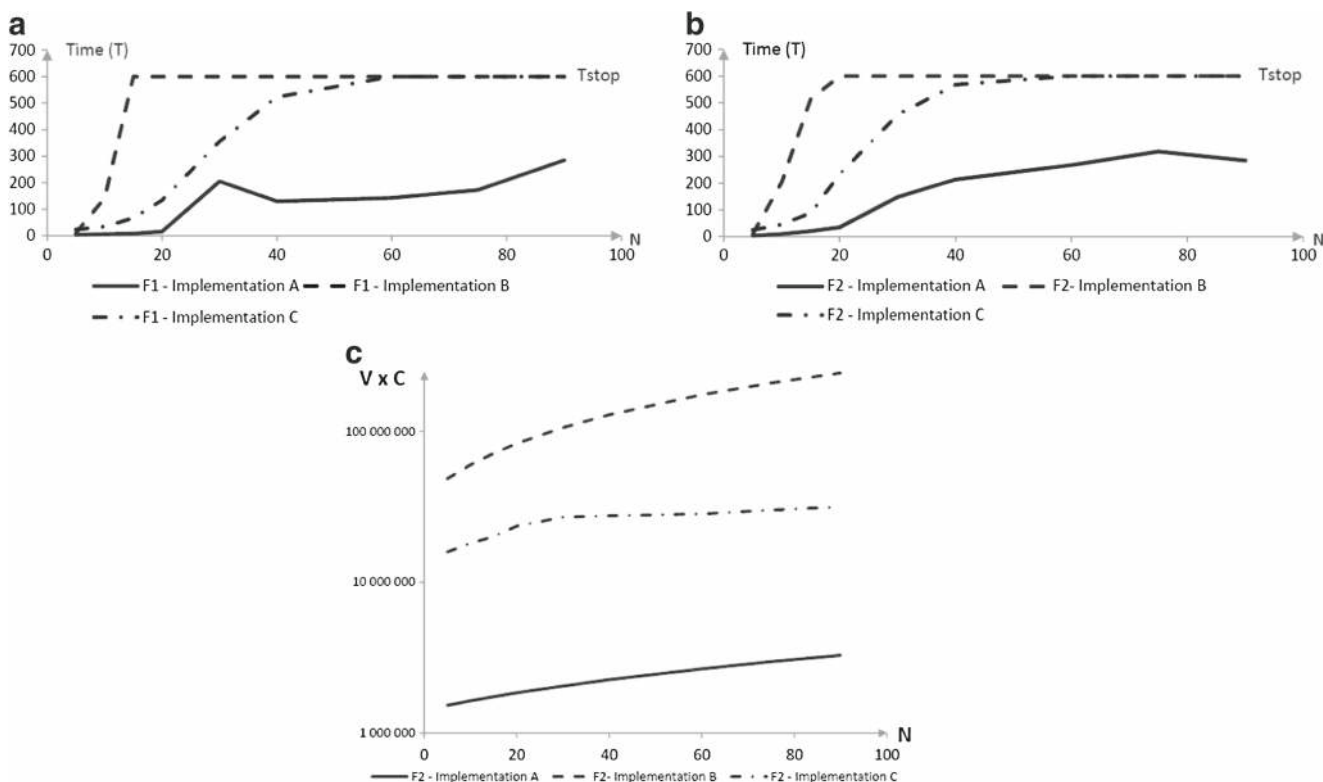 a
Time (T)
700
600
500
400
300
200
100
0
Tstop
0 20 40 60 80 100
N
F1 - Implementation A F1 - Implementation B
F1 - Implementation C
b
Time (T)
700
600
500
400
300
200
100
0
Tstop
0 20 40 60 80 100
N
F2 - Implementation A F2- Implementation B
F2 - Implementation C
c
V x C
100 000 000
10 000 000
1 000 000
0 20 40 60 80 100
N
F2 - Implementation A F2- Implementation B F2 - Implementation C